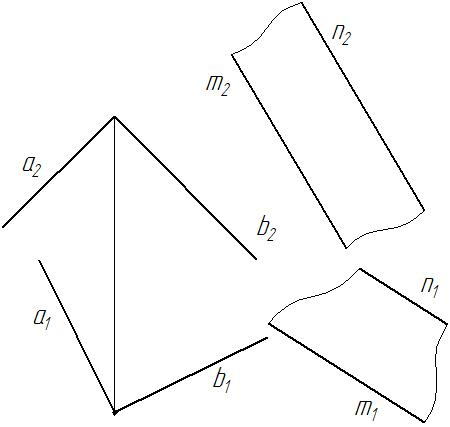 n₂
m₂
a₂
b₂
n₁
a₁
b₁
m₁